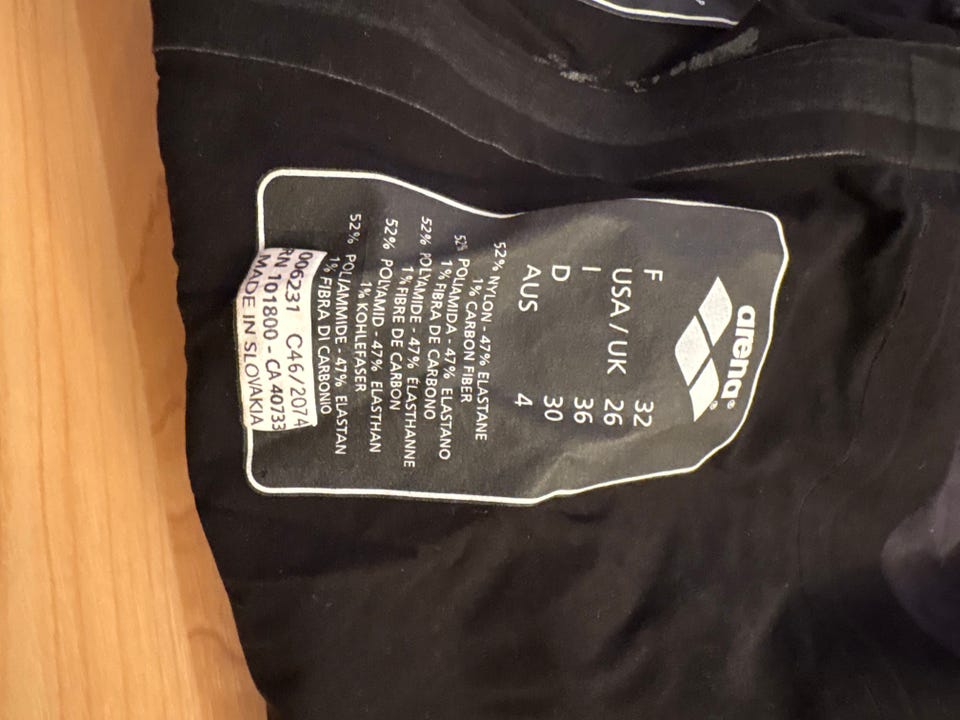 arena®
F 32
USA / UK 26
I 36
D 30
AUS 4
52% NYLON - 47% ELASTANE
1% CARBON FIBER
52% POLIAMIDA - 47% ELASTANO
1% FIBRA DE CARBONO
52% POLYAMIDE - 47% ELASTHANNE
1% FIBRE DE CARBON
52% POLYAMID - 47% ELASTHAN
1% KOHLEFASER
52% POLIAMMIDE - 47% ELASTAN
1% FIBRA DI CARBONIO
006231 C46/2074
RN 101800 - CA 40733
MADE IN SLOVAKIA